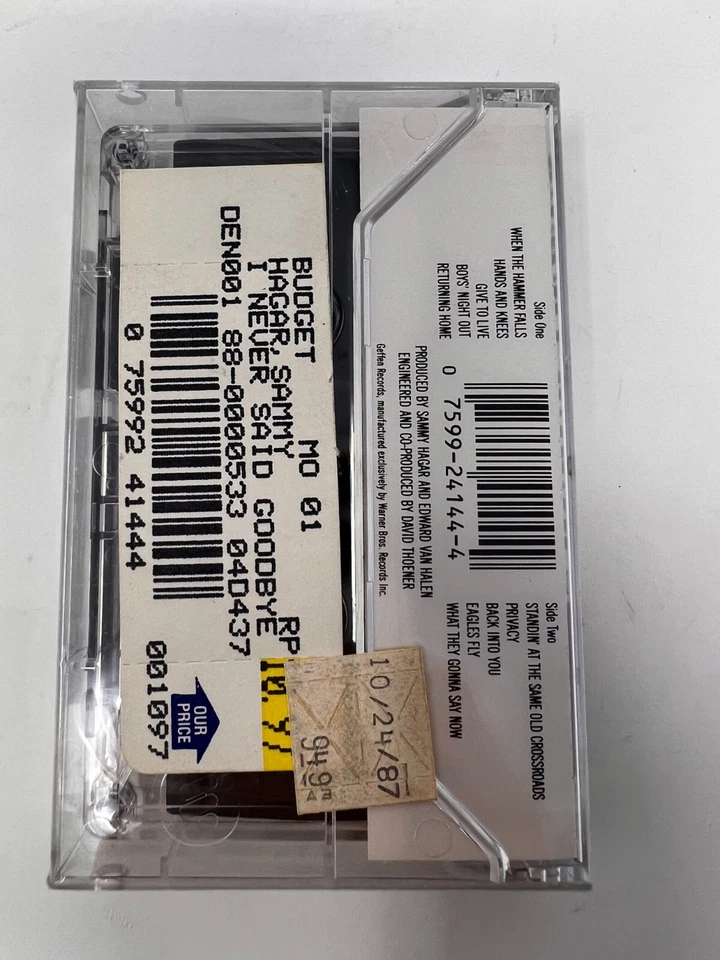 BUDGET MO 01 RP
HAGAR,SAMMY
I NEVER SAID GOODBYE
DEN001 88-0000533 04D437
0 75992 41444
OUR
PRICE
001097
10/24/87
Side One
WHEN THE HAMMER FALLS
HANDS AND KNEES
GIVE TO LIVE
BOYS' NIGHT OUT
RETURNING HOME
0 7599-24144-4
Side Two
STANDIN' AT THE SAME OLD CROSSROADS
PRIVACY
BACK INTO YOU
EAGLES FLY
WHAT THEY GONNA SAY NOW
PRODUCED BY SAMMY HAGAR AND EDWARD VAN HALEN
ENGINEERED AND CO-PRODUCED BY DAVID THOENER
Geffen Records, manufactured exclusively by Warner Bros. Records Inc.